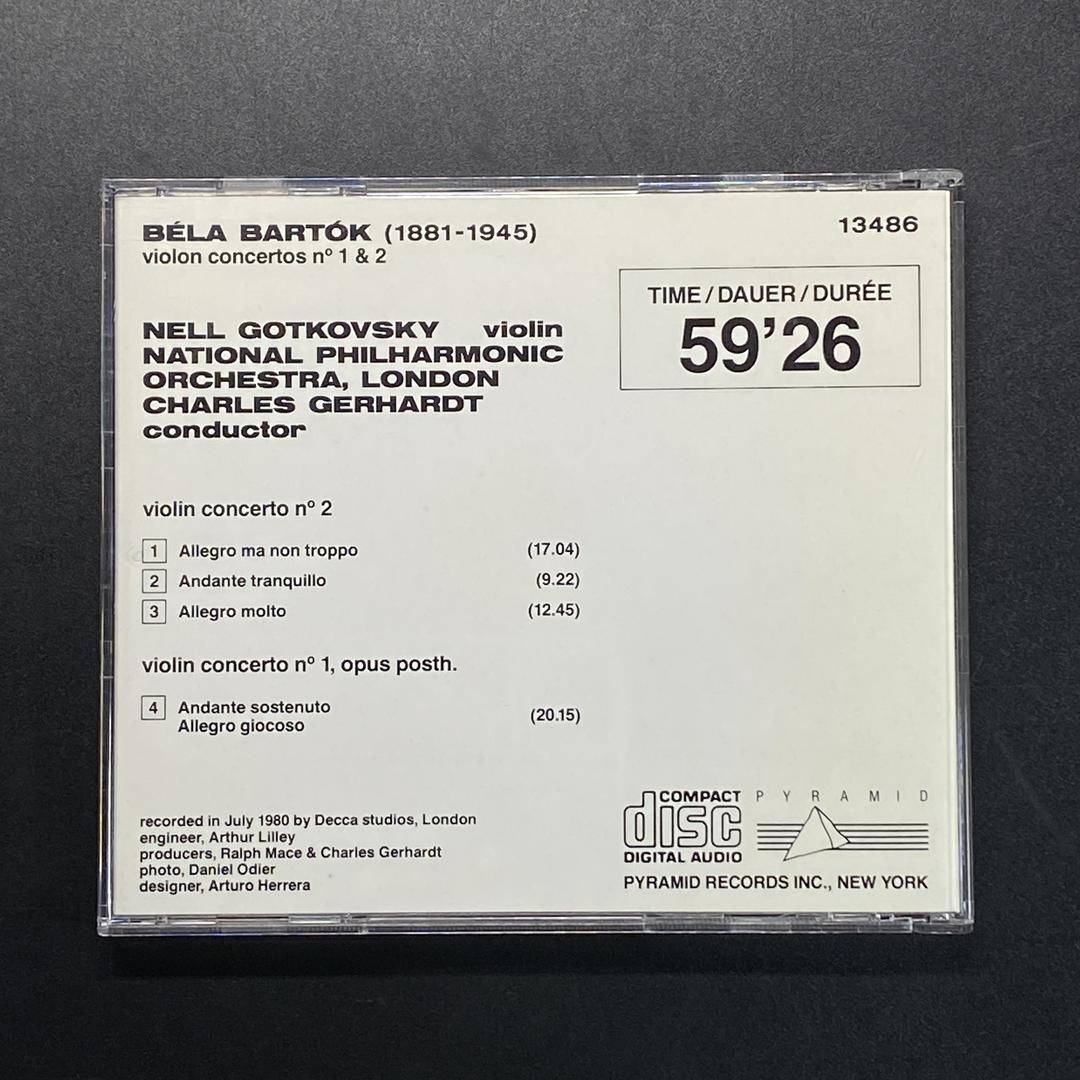 BÉLA BARTÓK (1881-1945)
violon concertos nº 1 & 2
13486
TIME / DAUER / DURÉE
59’26
NELL GOTKOVSKY violin
NATIONAL PHILHARMONIC
ORCHESTRA, LONDON
CHARLES GERHARDT
conductor
violin concerto nº 2
1 Allegro ma non troppo (17.04)
2 Andante tranquillo (9.22)
3 Allegro molto (12.45)
violin concerto nº 1, opus posth.
4 Andante sostenuto
Allegro giocoso (20.15)
recorded in July 1980 by Decca studios, London
engineer, Arthur Lilley
producers, Ralph Mace & Charles Gerhardt
photo, Daniel Odier
designer, Arturo Herrera
COMPACT
disc
DIGITAL AUDIO
PYRAMID
PYRAMID RECORDS INC., NEW YORK